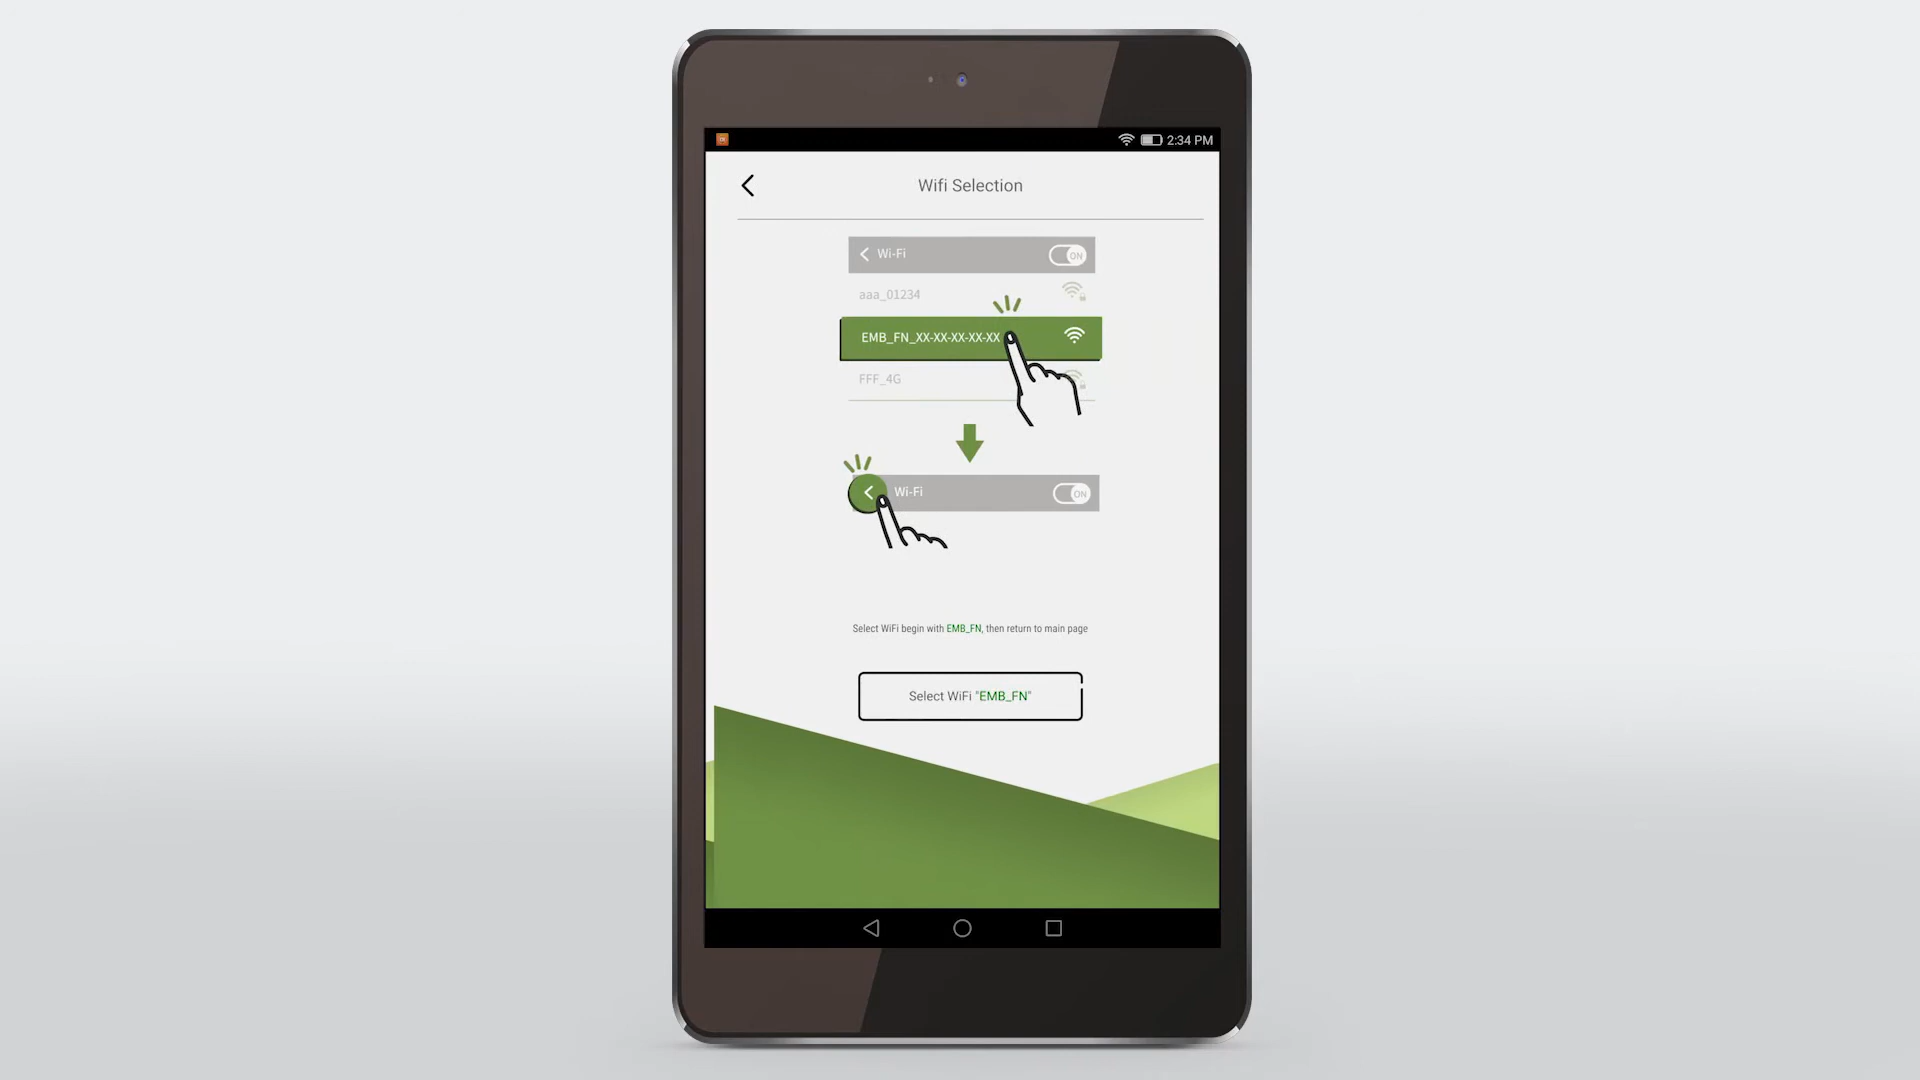 2:34 PM
Wifi Selection
Wi-Fi
ON
aaa_01234
EMB_FN_XX-XX-XX-XX-XX
FFF_4G
Wi-Fi
ON
Select WiFi begin with EMB_FN, then return to main page
Select WiFi "EMB_FN"